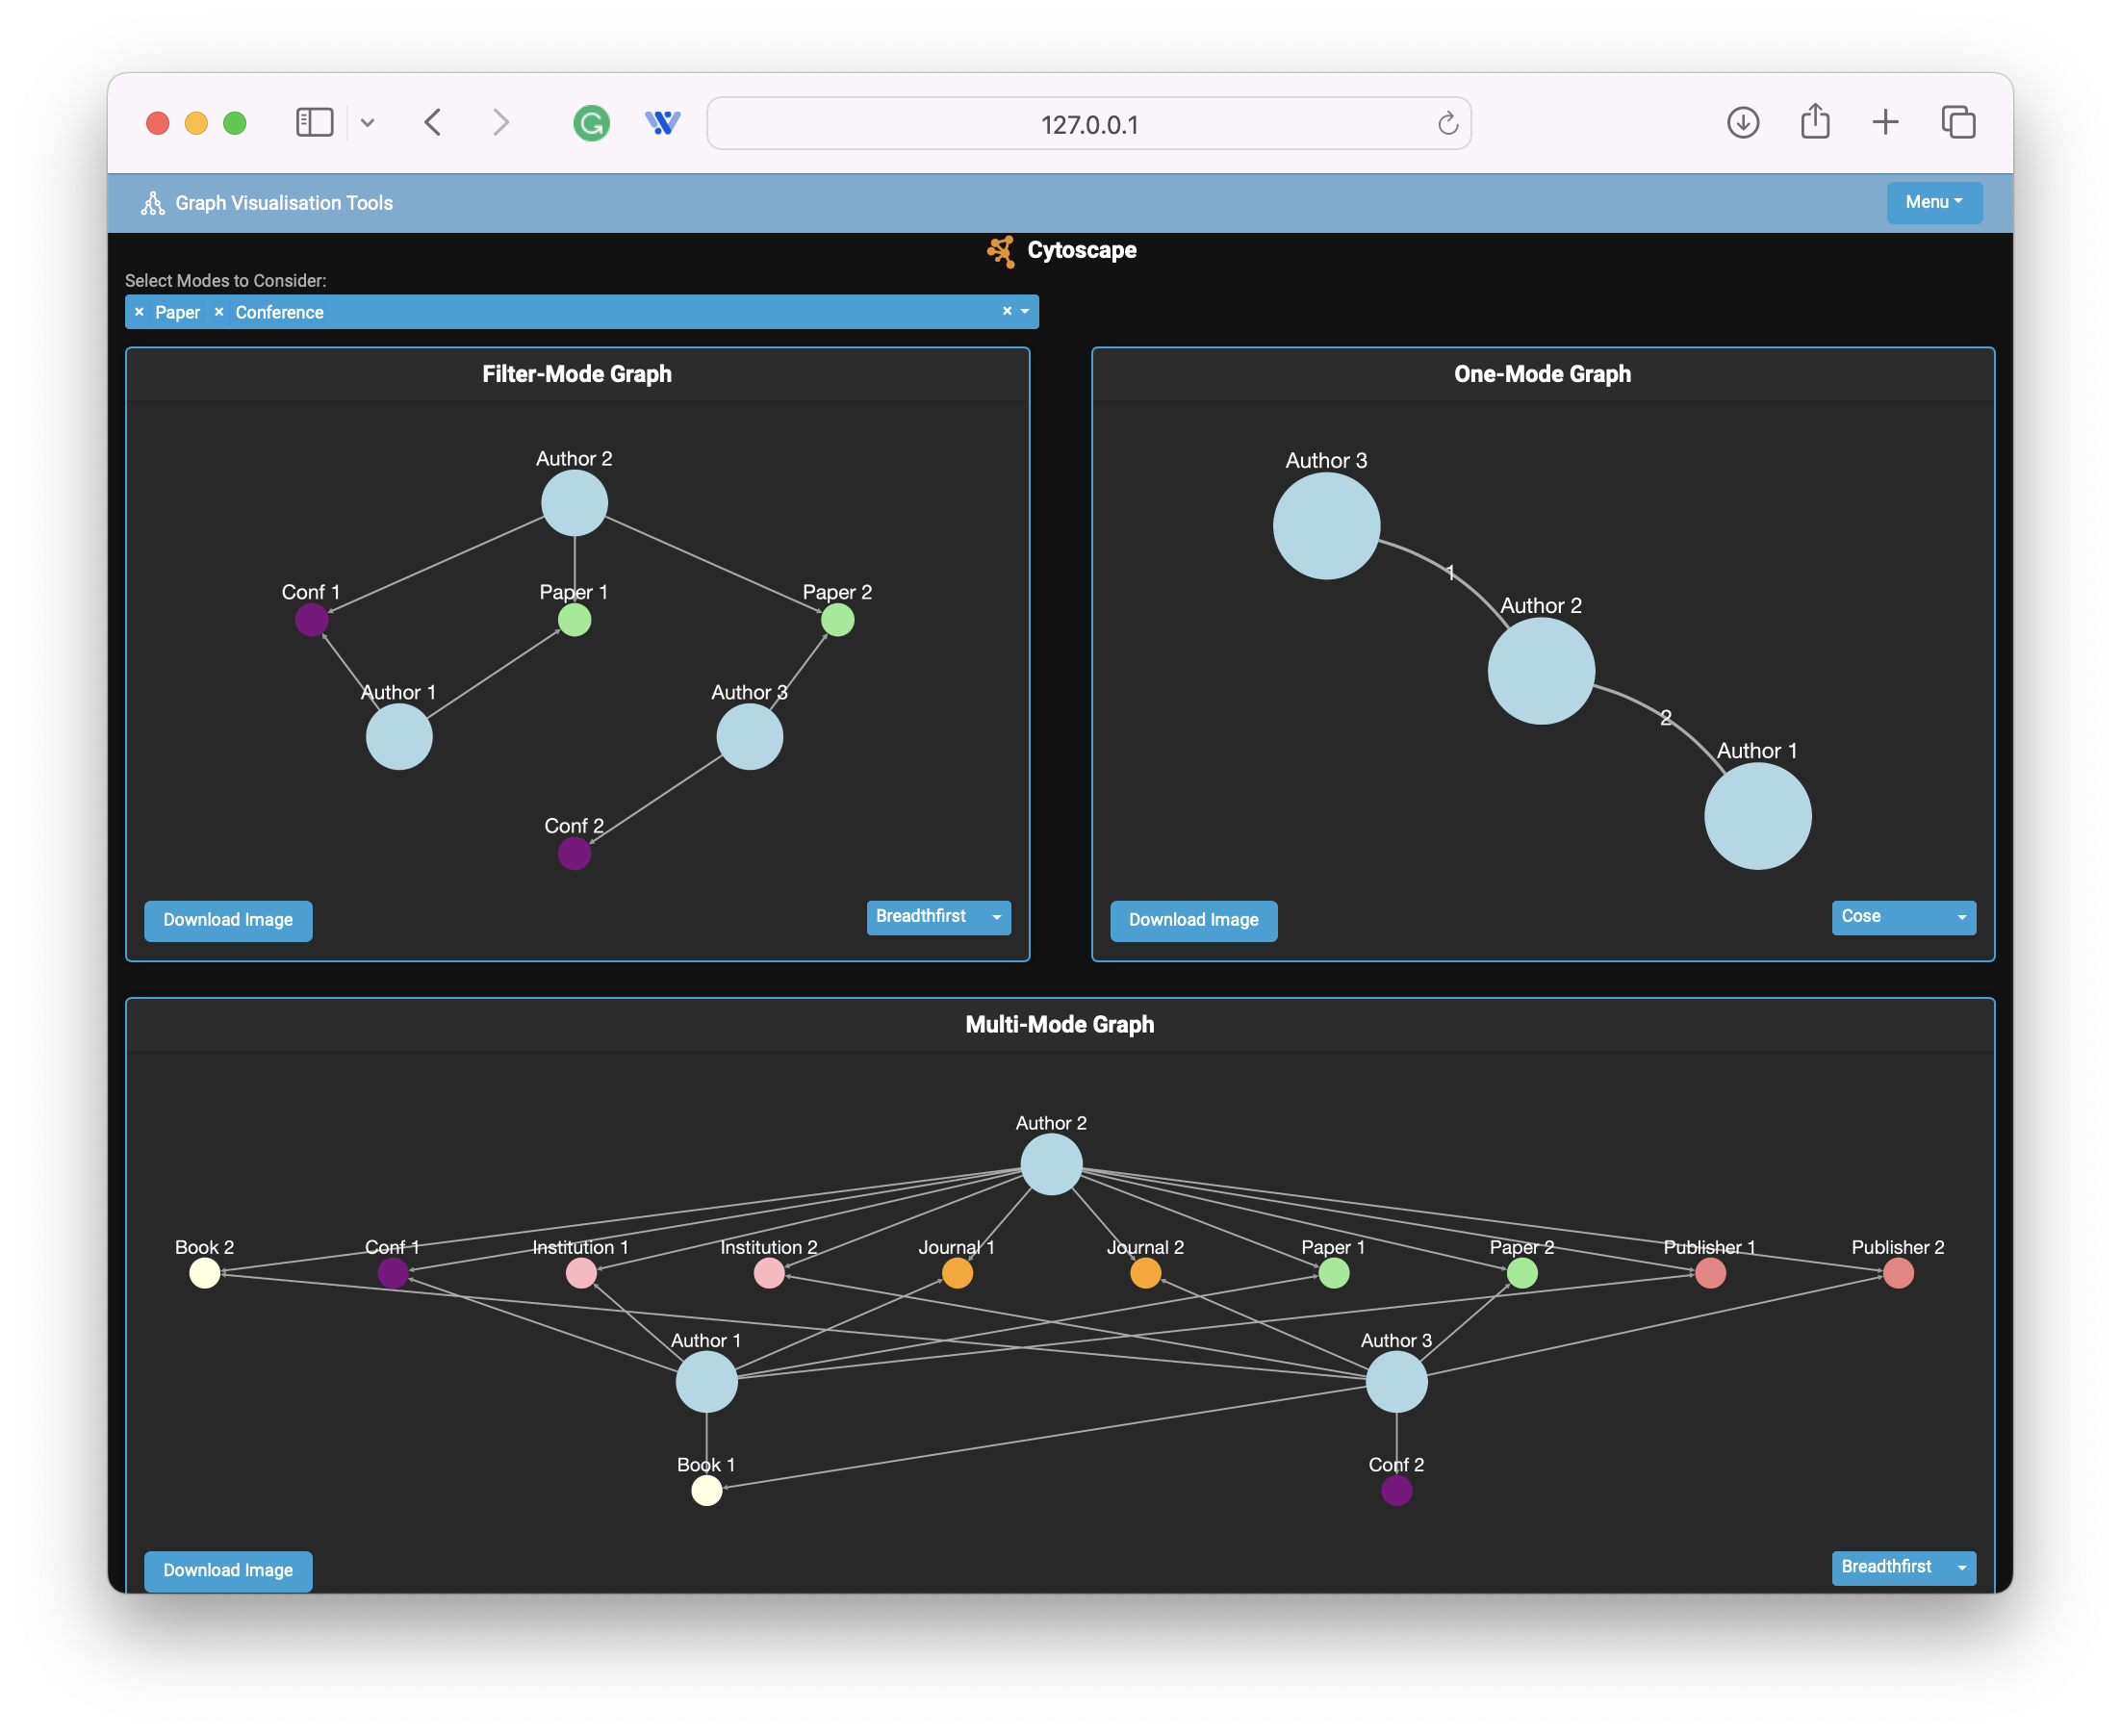 127.0.0.1
Graph Visualisation Tools
Menu
Cytoscape
Select Modes to Consider:
× Paper × Conference ×
Filter-Mode Graph
Author 2
Conf 1
Paper 1
Paper 2
Author 1
Author 3
Conf 2
Download Image
Breadthfirst
One-Mode Graph
Author 3
1
Author 2
2
Author 1
Download Image
Cose
Multi-Mode Graph
Author 2
Book 2
Conf 1
Institution 1
Institution 2
Journal 1
Journal 2
Paper 1
Paper 2
Publisher 1
Publisher 2
Author 1
Author 3
Book 1
Conf 2
Download Image
Breadthfirst